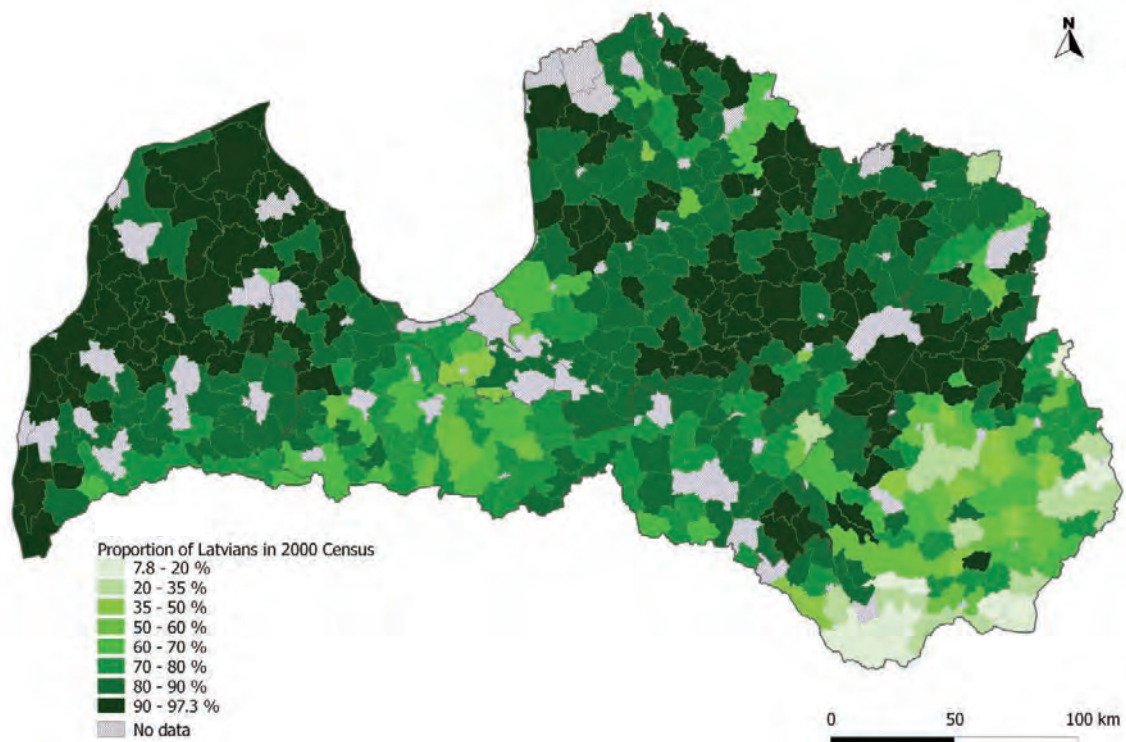 N
Proportion of Latvians in 2000 Census
7.8 - 20 %
20 - 35 %
35 - 50 %
50 - 60 %
60 - 70 %
70 - 80 %
80 - 90 %
90 - 97.3 %
No data
0 50 100 km